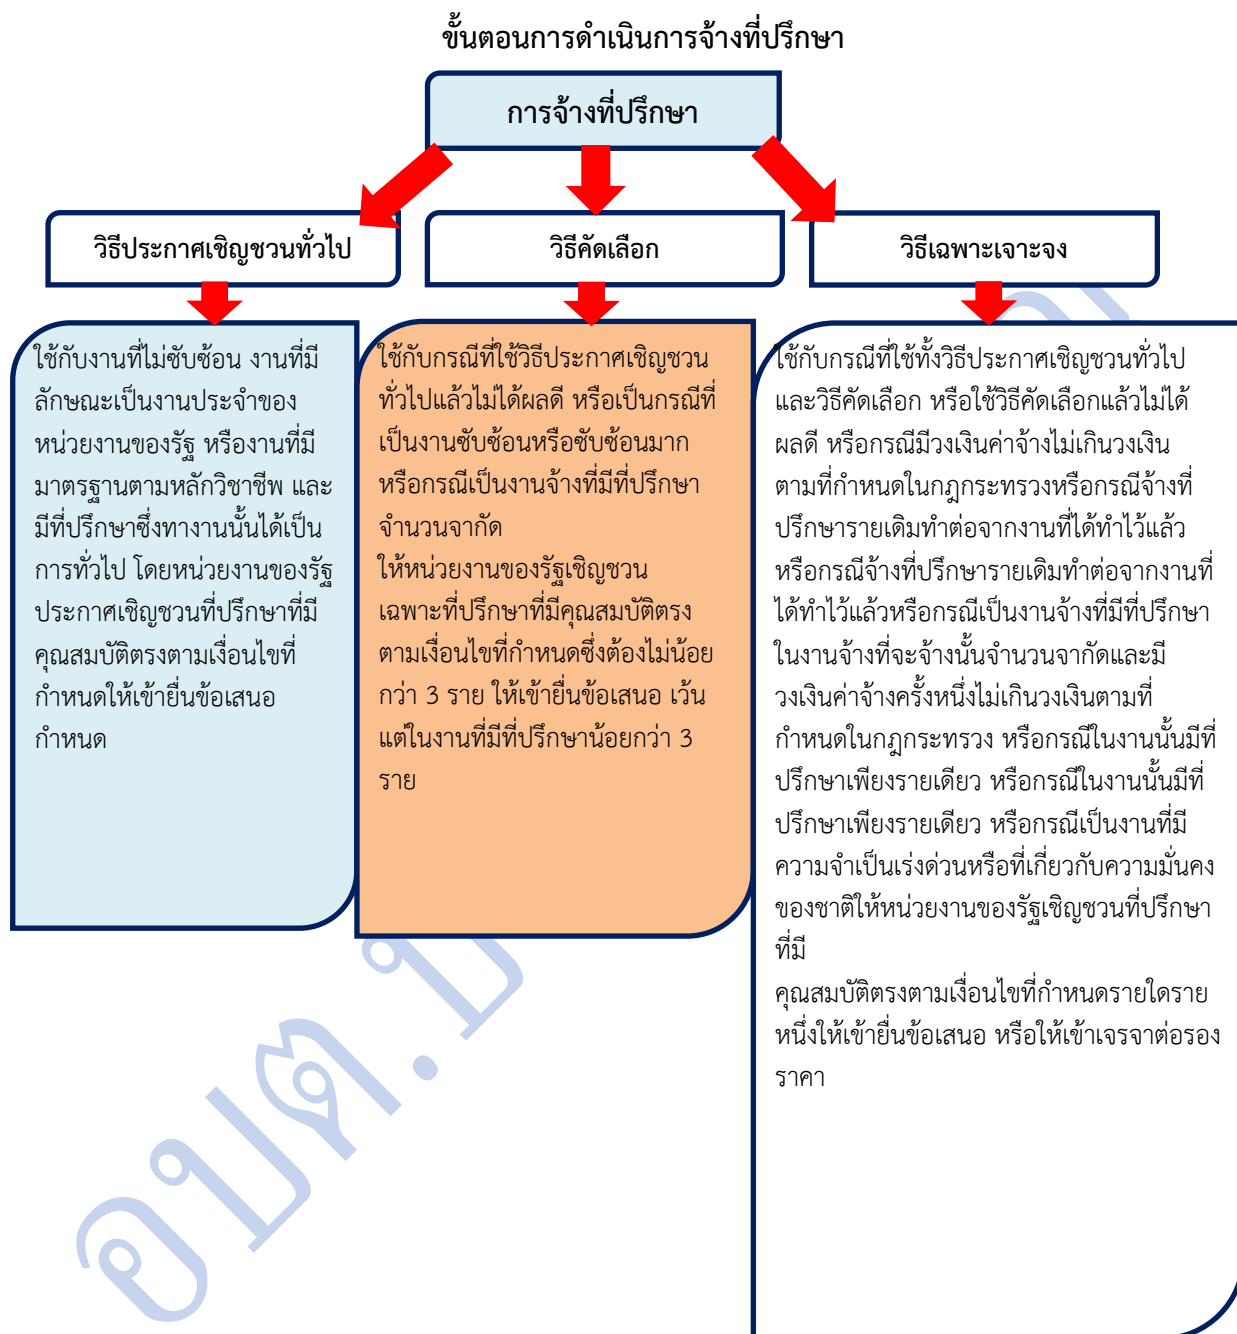 ขั้นตอนการดำเนินการจ้างที่ปรึกษา
การจ้างที่ปรึกษา
วิธีประกาศเชิญชวนทั่วไป
วิธีคัดเลือก
วิธีเฉพาะเจาะจง
ใช้กับงานที่ไม่ซับซ้อน งานที่มี
ลักษณะเป็นงานประจำของ
หน่วยงานของรัฐ หรืองานที่มี
มาตรฐานตามหลักวิชาชีพ และ
มีที่ปรึกษาซึ่งทางานนั้นได้เป็น
การทั่วไป โดยหน่วยงานของรัฐ
ประกาศเชิญชวนที่ปรึกษาที่มี
คุณสมบัติตรงตามเงื่อนไขที่
กำหนดให้เข้ายื่นข้อเสนอ
กำหนด
ใช้กับกรณีที่ใช้วิธีประกาศเชิญชวน
ทั่วไปแล้วไม่ได้ผลดี หรือเป็นกรณีที่
เป็นงานซับซ้อนหรือซับซ้อนมาก
หรือกรณีเป็นงานจ้างที่มีที่ปรึกษา
จำนวนจากัด
ให้หน่วยงานของรัฐเชิญชวน
เฉพาะที่ปรึกษาที่มีคุณสมบัติตรง
ตามเงื่อนไขที่กำหนดซึ่งต้องไม่น้อย
กว่า 3 ราย ให้เข้ายื่นข้อเสนอ เว้น
แต่ในงานที่มีที่ปรึกษาน้อยกว่า 3
ราย
ใช้กับกรณีที่ใช้ทั้งวิธีประกาศเชิญชวนทั่วไป
และวิธีคัดเลือก หรือใช้วิธีคัดเลือกแล้วไม่ได้
ผลดี หรือกรณีมีวงเงินค่าจ้างไม่เกินวงเงิน
ตามที่กำหนดในกฎกระทรวงหรือกรณีจ้างที่
ปรึกษารายเดิมทำต่อจากงานที่ได้ทำไว้แล้ว
หรือกรณีจ้างที่ปรึกษารายเดิมทำต่อจากงานที่
ได้ทำไว้แล้วหรือกรณีเป็นงานจ้างที่มีที่ปรึกษา
ในงานจ้างที่จะจ้างนั้นจำนวนจากัดและมี
วงเงินค่าจ้างครั้งหนึ่งไม่เกินวงเงินตามที่
กำหนดในกฎกระทรวง หรือกรณีในงานนั้นมีที่
ปรึกษาเพียงรายเดียว หรือกรณีในงานนั้นมีที่
ปรึกษาเพียงรายเดียว หรือกรณีเป็นงานที่มี
ความจำเป็นเร่งด่วนหรือที่เกี่ยวกับความมั่นคง
ของชาติให้หน่วยงานของรัฐเชิญชวนที่ปรึกษา
ที่มี
คุณสมบัติตรงตามเงื่อนไขที่กำหนดรายใดราย
หนึ่งให้เข้ายื่นข้อเสนอ หรือให้เข้าเจรจาต่อรอง
ราคา
อบต.